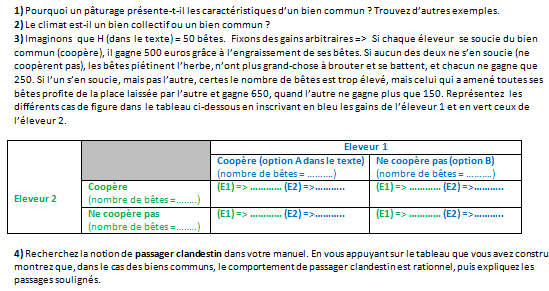 1) Pourquoi un pâturage présente-t-il les caractéristiques d'un bien commun ? Trouvez d'autres exemples.
2) Le climat est-il un bien collectif ou un bien commun ?
3) Imaginons que H (dans le texte) = 50 bêtes. Fixons des gains arbitraires => Si chaque éleveur se soucie du bien
commun (coopère), il gagne 500 euros grâce à l'engraissement de ses bêtes. Si aucun des deux ne s'en soucie (ne
coopèrent pas), les bêtes piétinent l'herbe, n'ont plus grand-chose à brouter et se battent, et chacun ne gagne que
250. Si l'un s'en soucie, mais pas l'autre, certes le nombre de bêtes est trop élevé, mais celui qui a amené toutes ses
bêtes profite de la place laissée par l'autre et gagne 650, quand l'autre ne gagne plus que 150. Représentez les
différents cas de figure dans le tableau ci-dessous en inscrivant en bleu les gains de l'éleveur 1 et en vert ceux de
l'éleveur 2.
Eleveur 1
Coopère (option A dans le texte) Ne coopère pas (option B)
(nombre de bêtes = ..........) (nombre de bêtes = ..........)
Eleveur 2 Coopère (E1) => ............ (E2) =>........... (E1) => ............ (E2) =>...........
(nombre de bêtes =........)
Ne coopère pas (E1) => ............ (E2) =>........... (E1) => ............ (E2) =>...........
(nombre de bêtes =........)
4) Recherchez la notion de passager clandestin dans votre manuel. En vous appuyant sur le tableau que vous avez construit
montrez que, dans le cas des biens communs, le comportement de passager clandestin est rationnel, puis expliquez les
passages soulignés.